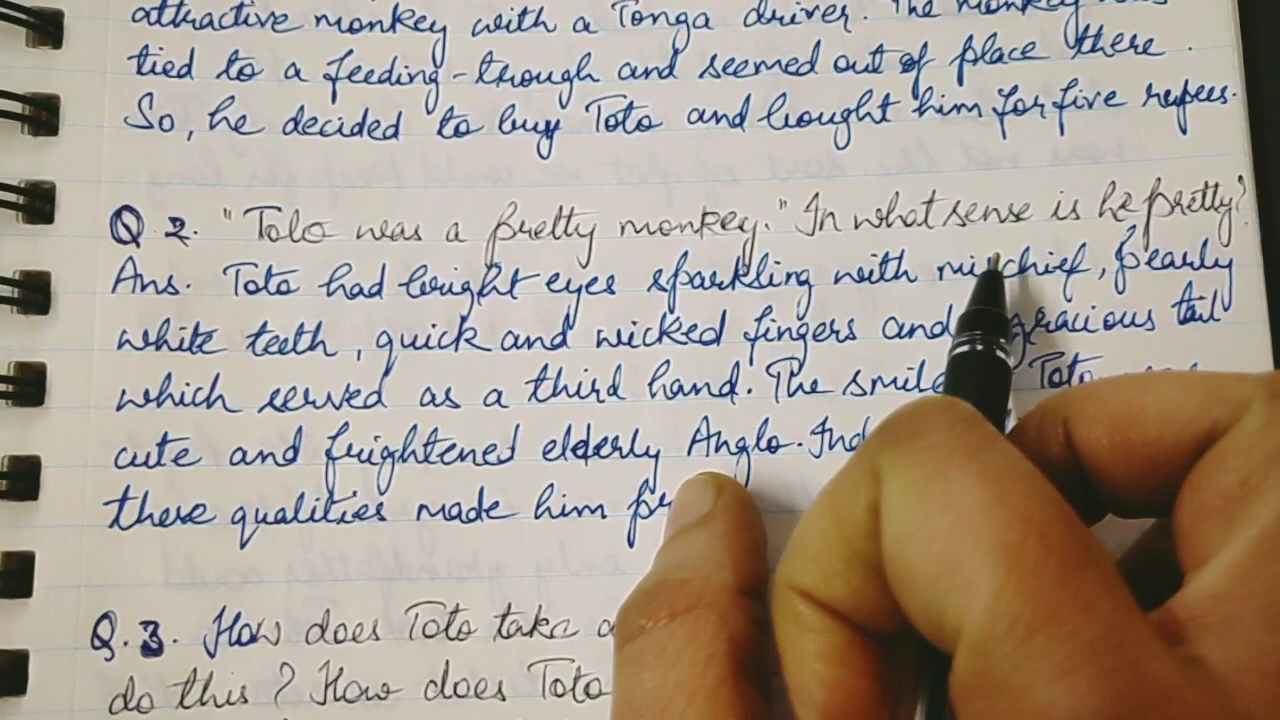 attractive monkey with a Tonga driver. The monkey was
tied to a feeding-trough and seemed out of place there.
So, he decided to buy Toto and bought him for five rupees.
Q.2. "Toto was a pretty monkey." In what sense is he pretty?
Ans. Toto had bright eyes sparkling with mischief, pearly
white teeth, quick and wicked fingers and gracious tail
which served as a third hand. The smile Toto
cute and frightened elderly Anglo-Ind
these qualities made him pr
Q.3. How does Toto take a
do this? How does Toto